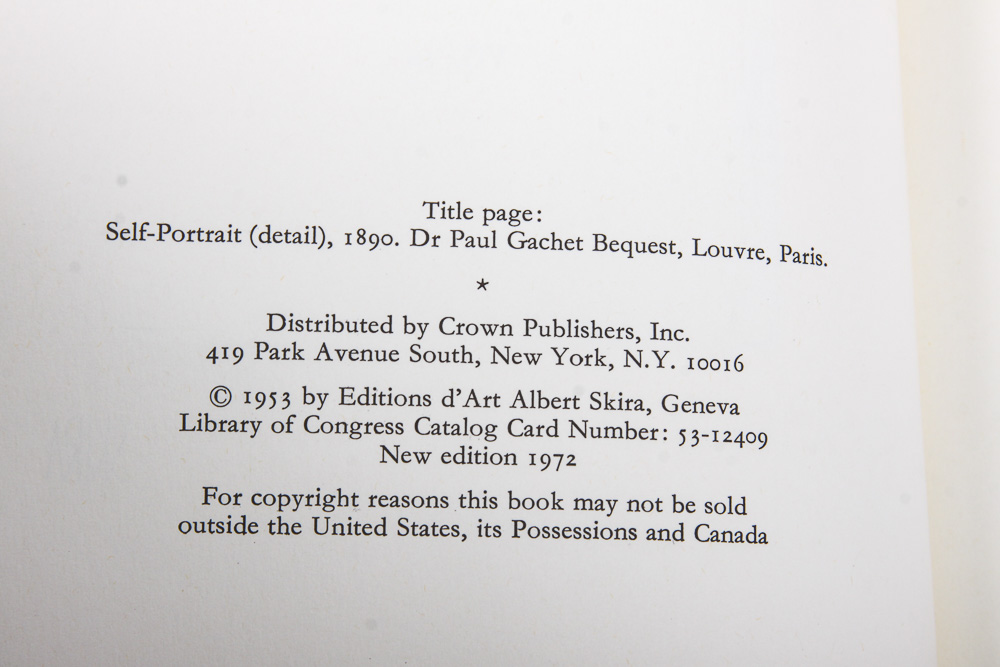 Title page:
Self-Portrait (detail), 1890. Dr Paul Gachet Bequest, Louvre, Paris.
*
Distributed by Crown Publishers, Inc.
419 Park Avenue South, New York, N.Y. 10016
© 1953 by Editions d'Art Albert Skira, Geneva
Library of Congress Catalog Card Number: 53-12409
New edition 1972
For copyright reasons this book may not be sold
outside the United States, its Possessions and Canada